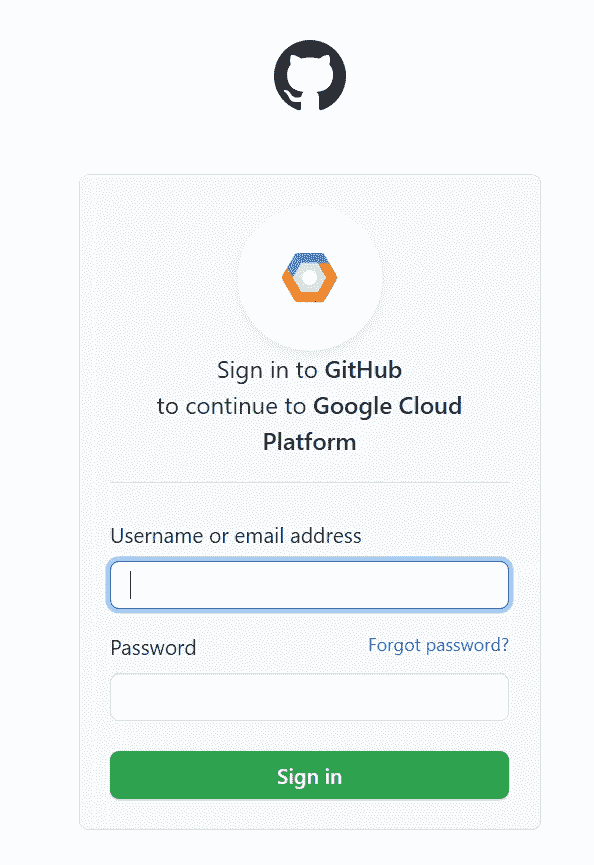 Sign in to GitHub
to continue to Google Cloud
Platform
Username or email address
Password Forgot password?
Sign in